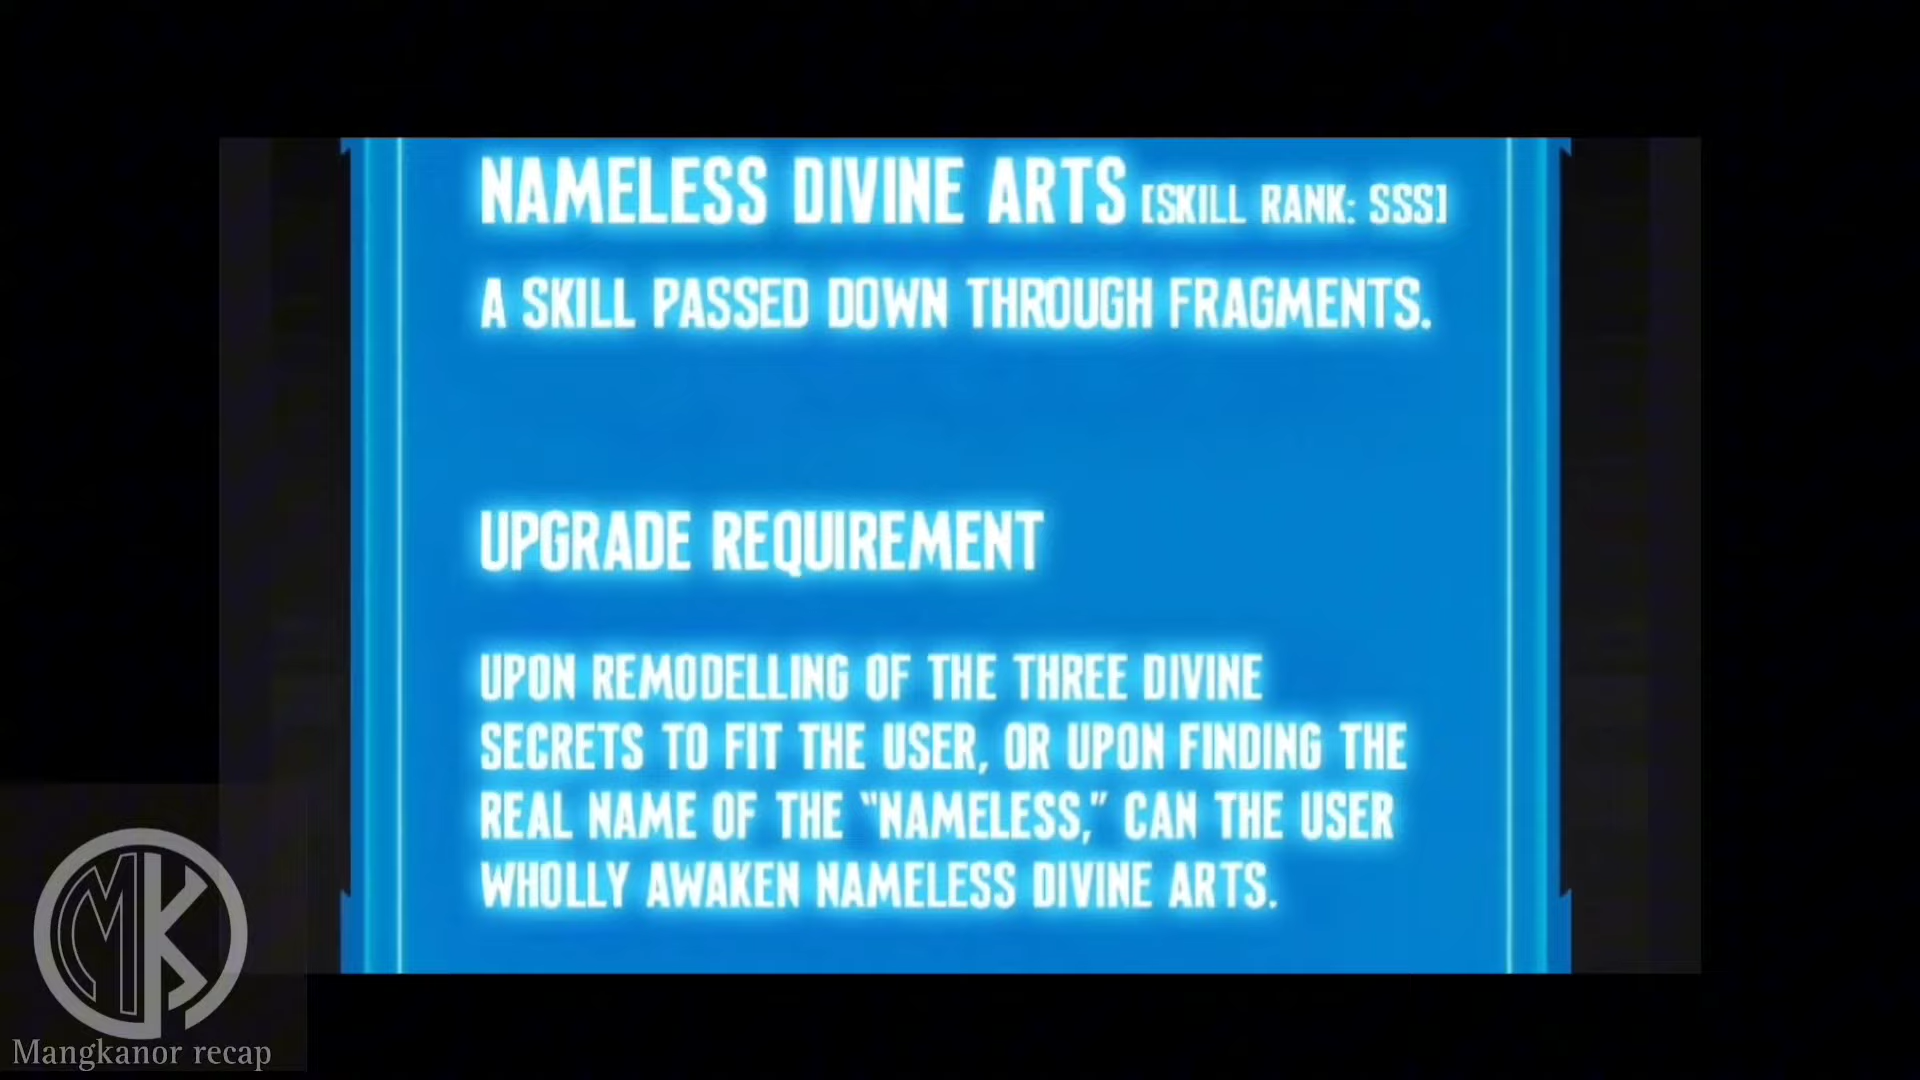 NAMELESS DIVINE ARTS [SKILL RANK: SSS]
A SKILL PASSED DOWN THROUGH FRAGMENTS.
UPGRADE REQUIREMENT
UPON REMODELLING OF THE THREE DIVINE
SECRETS TO FIT THE USER, OR UPON FINDING THE
REAL NAME OF THE “NAMELESS,” CAN THE USER
WHOLLY AWAKEN NAMELESS DIVINE ARTS.
MK
Mangkanor recap